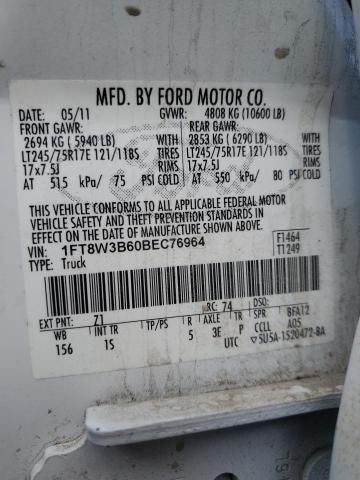 MFD. BY FORD MOTOR CO.
DATE: 05/11 GVWR: 4808 KG (10600 LB)
FRONT GAWR: REAR GAWR:
2694 KG ( 5940 LB) WITH 2853 KG ( 6290 LB) WITH
LT245/75R17E 121/118S TIRES LT245/75R17E 121/118S TIRES
17x7.5J RIMS 17x7.5J RIMS
AT 515 kPa/ 75 PSI COLD AT 550 kPa/ 80 PSI COLD
THIS VEHICLE CONFORMS TO ALL APPLICABLE FEDERAL MOTOR
VEHICLE SAFETY AND THEFT PREVENTION STANDARDS IN
EFFECT ON THE DATE OF MANUFACTURE SHOWN ABOVE.
VIN: 1FT8W3B60BEC76964 F1464
TYPE: Truck T1249
EXT PNT: Z1 RC: 74 DSO:
WB INT TR TP/PS R AXLE TR SPR BFA12
156 1S 5 3E P CCLL A05
UTC 5U5A-1520472-BA